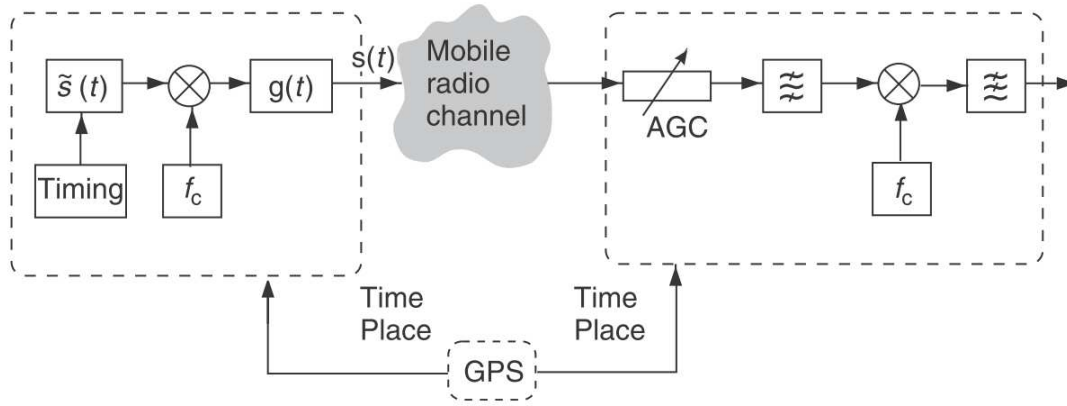 s̃ (t)
g(t)
s(t)
Mobile
radio
channel
AGC
Timing
f_c
f_c
Time
Place
Time
Place
GPS